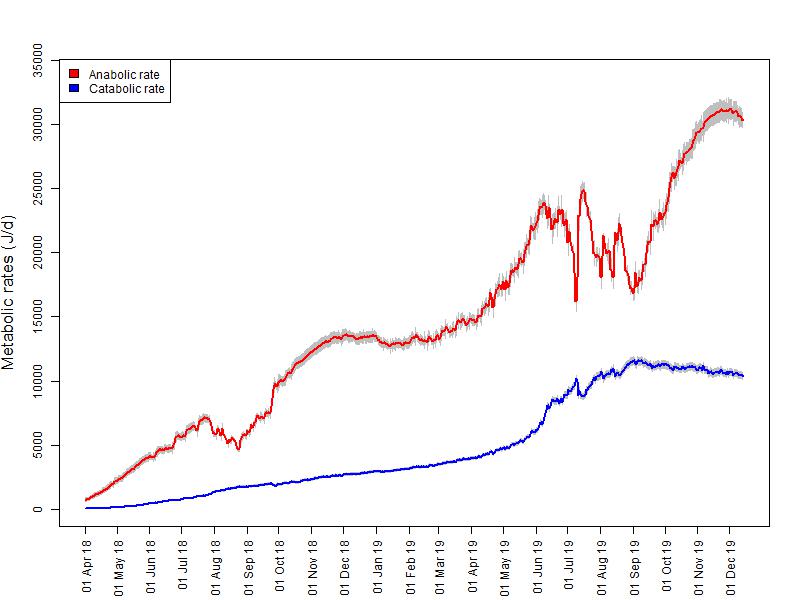 Anabolic rate
Catabolic rate
Metabolic rates (J/d)
35000
30000
25000
20000
15000
10000
5000
0
01 Apr 18
01 May 18
01 Jun 18
01 Jul 18
01 Aug 18
01 Sep 18
01 Oct 18
01 Nov 18
01 Dec 18
01 Jan 19
01 Feb 19
01 Mar 19
01 Apr 19
01 May 19
01 Jun 19
01 Jul 19
01 Aug 19
01 Sep 19
01 Oct 19
01 Nov 19
01 Dec 19